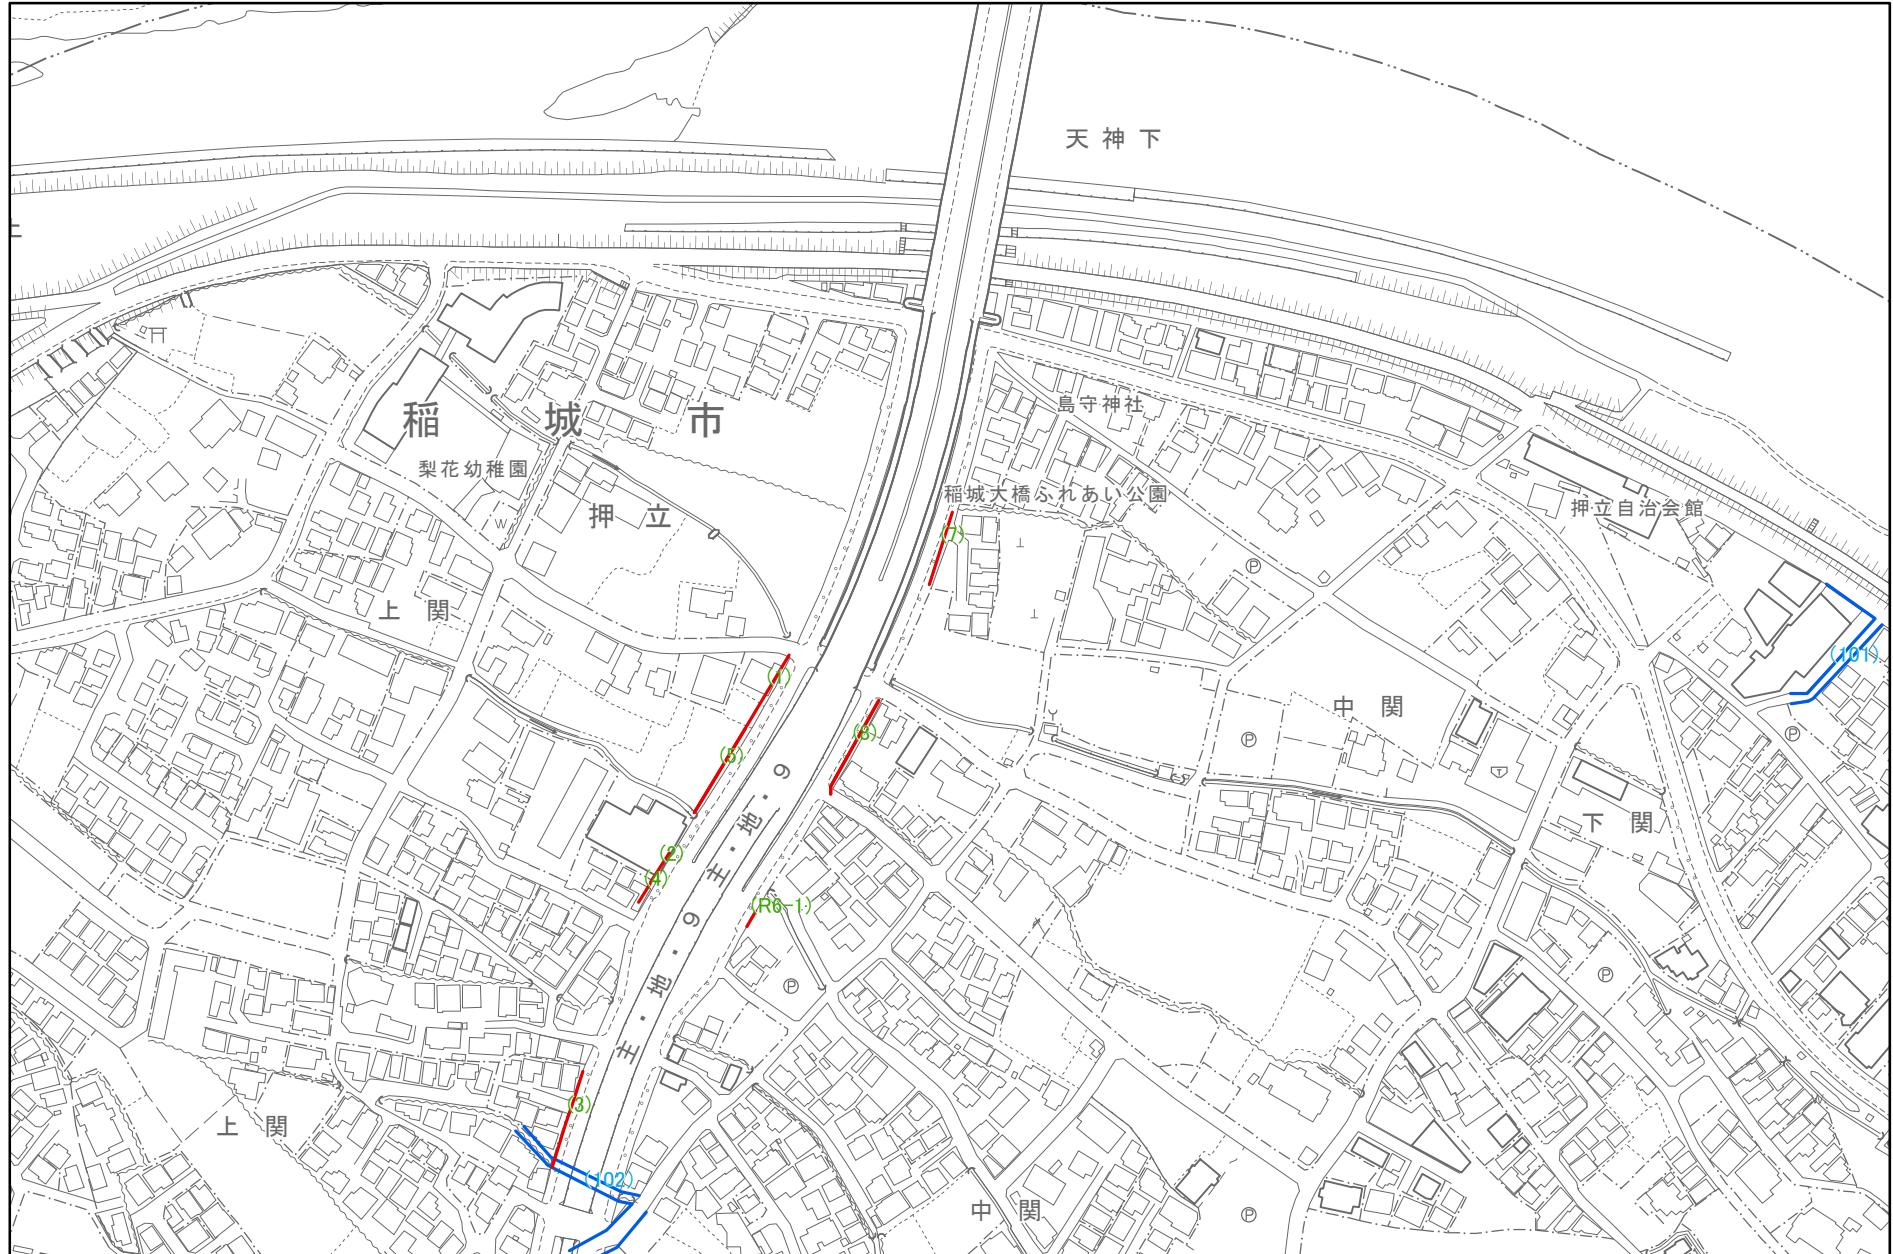 天神下
稲城市
島守神社
梨花幼稚園
稲城大橋ふれあい公園
押立自治会館
押立
W
(7)
P
上関
(101)
(1)
中関
P
P
(8)
(5)
主・地・9
下関
(2)
(4)
(R6-1)
主・地・9
P
P
(3)
上関
(102)
中関
P